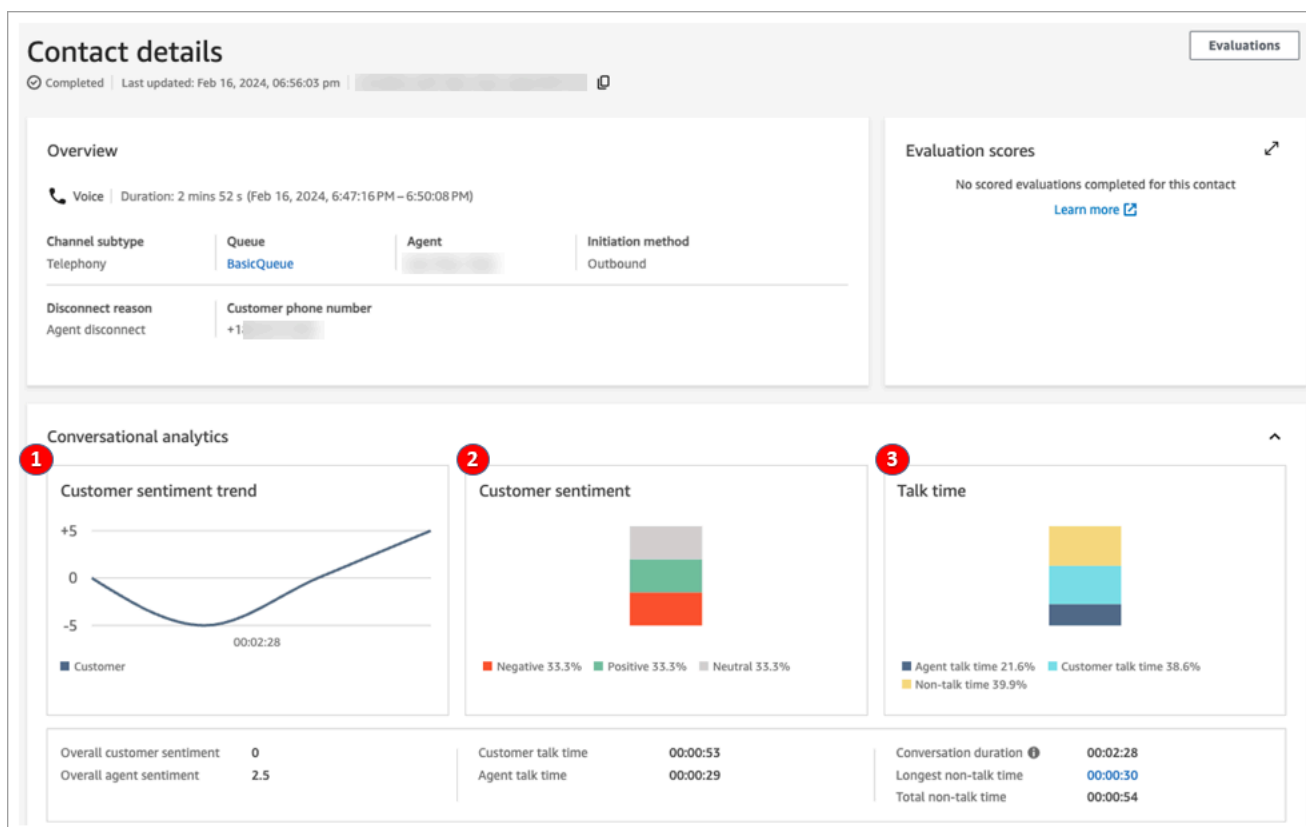 Contact details
Evaluations
Completed Last updated: Feb 16, 2024, 06:56:03 pm
Overview
Voice Duration: 2 mins 52 s (Feb 16, 2024, 6:47:16 PM – 6:50:08 PM)
Channel subtype Queue Agent Initiation method
Telephony BasicQueue Outbound
Disconnect reason Customer phone number
Agent disconnect +1
Evaluation scores
No scored evaluations completed for this contact
Learn more
Conversational analytics
1
Customer sentiment trend
+5
0
-5
00:02:28
Customer
2
Customer sentiment
Negative 33.3% Positive 33.3% Neutral 33.3%
3
Talk time
Agent talk time 21.6% Customer talk time 38.6%
Non-talk time 39.9%
Overall customer sentiment 0
Overall agent sentiment 2.5
Customer talk time 00:00:53
Agent talk time 00:00:29
Conversation duration 00:02:28
Longest non-talk time 00:00:30
Total non-talk time 00:00:54